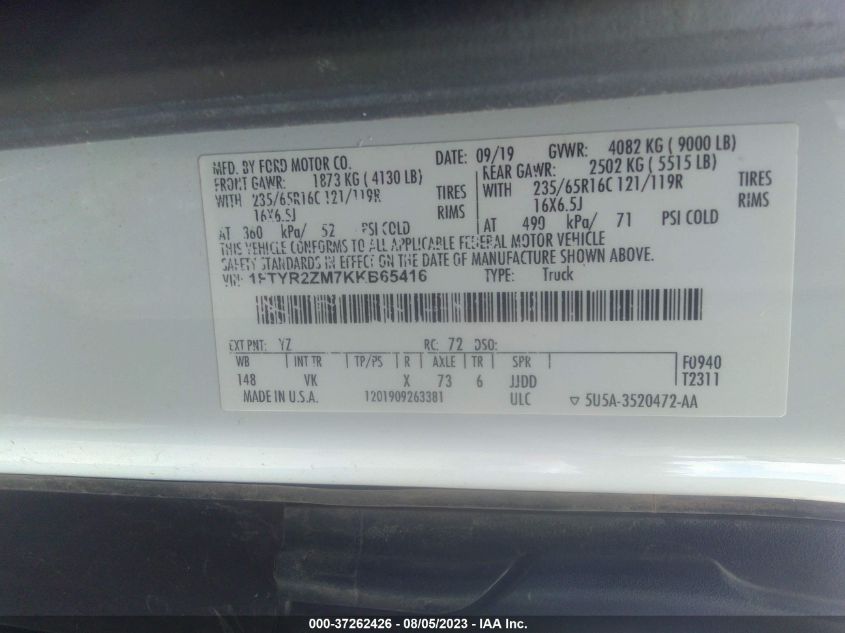 MFD. BY FORD MOTOR CO. DATE: 09/19 GVWR: 4082 KG ( 9000 LB)
FRONT GAWR: 1873 KG ( 4130 LB) REAR GAWR: 2502 KG ( 5515 LB)
WITH 235/65R16C 121/119R TIRES WITH 235/65R16C 121/119R TIRES
16X6.5J RIMS 16X6.5J RIMS
AT 360 kPa/ 52 PSI COLD AT 490 kPa/ 71 PSI COLD
THIS VEHICLE CONFORMS TO ALL APPLICABLE FEDERAL MOTOR VEHICLE
SAFETY STANDARDS IN EFFECT ON THE DATE OF MANUFACTURE SHOWN ABOVE.
VIN: 1FTYR2ZM7KKB65416 TYPE: Truck
EXT PNT: YZ RC: 72 DSO:
WB INT TR TP/PS R AXLE TR SPR F0940
148 VK X 73 6 JJDD T2311
MADE IN U.S.A. 1201909263381 ULC ▽ 5U5A-3520472-AA
000-37262426 - 08/05/2023 - IAA Inc.